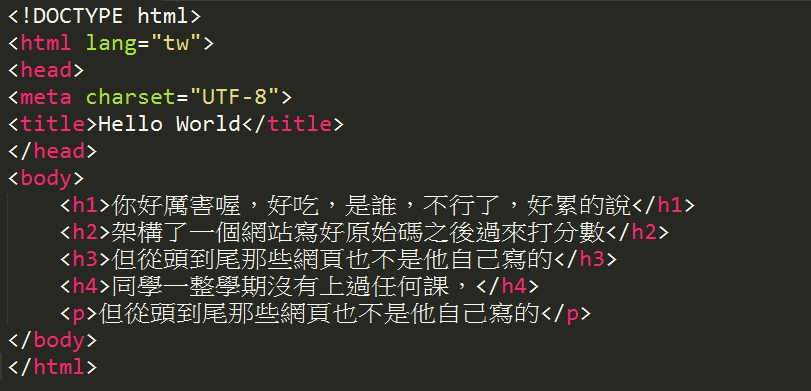 <!DOCTYPE html>
<html lang="tw">
<head>
<meta charset="UTF-8">
<title>Hello World</title>
</head>
<body>
    <h1>你好厲害喔，好吃，是誰，不行了，好累的說</h1>
    <h2>架構了一個網站寫好原始碼之後過來打分數</h2>
    <h3>但從頭到尾那些網頁也不是他自己寫的</h3>
    <h4>同學一整學期沒有上過任何課，</h4>
    <p>但從頭到尾那些網頁也不是他自己寫的</p>
</body>
</html>